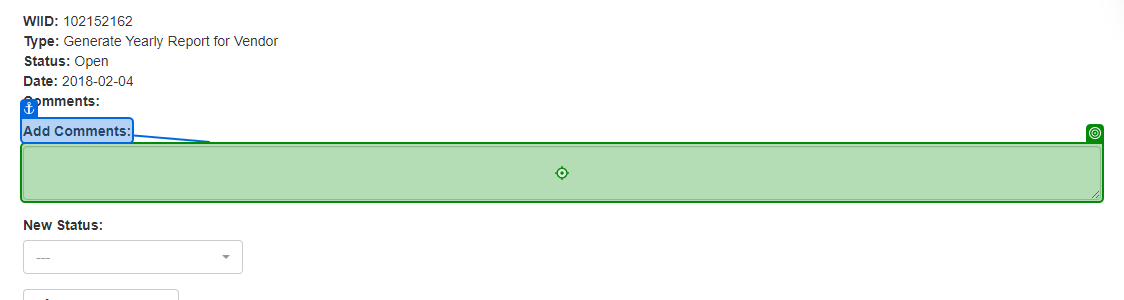 WIID: 102152162
Type: Generate Yearly Report for Vendor
Status: Open
Date: 2018-02-04
Comments:
Add Comments:
New Status:
---